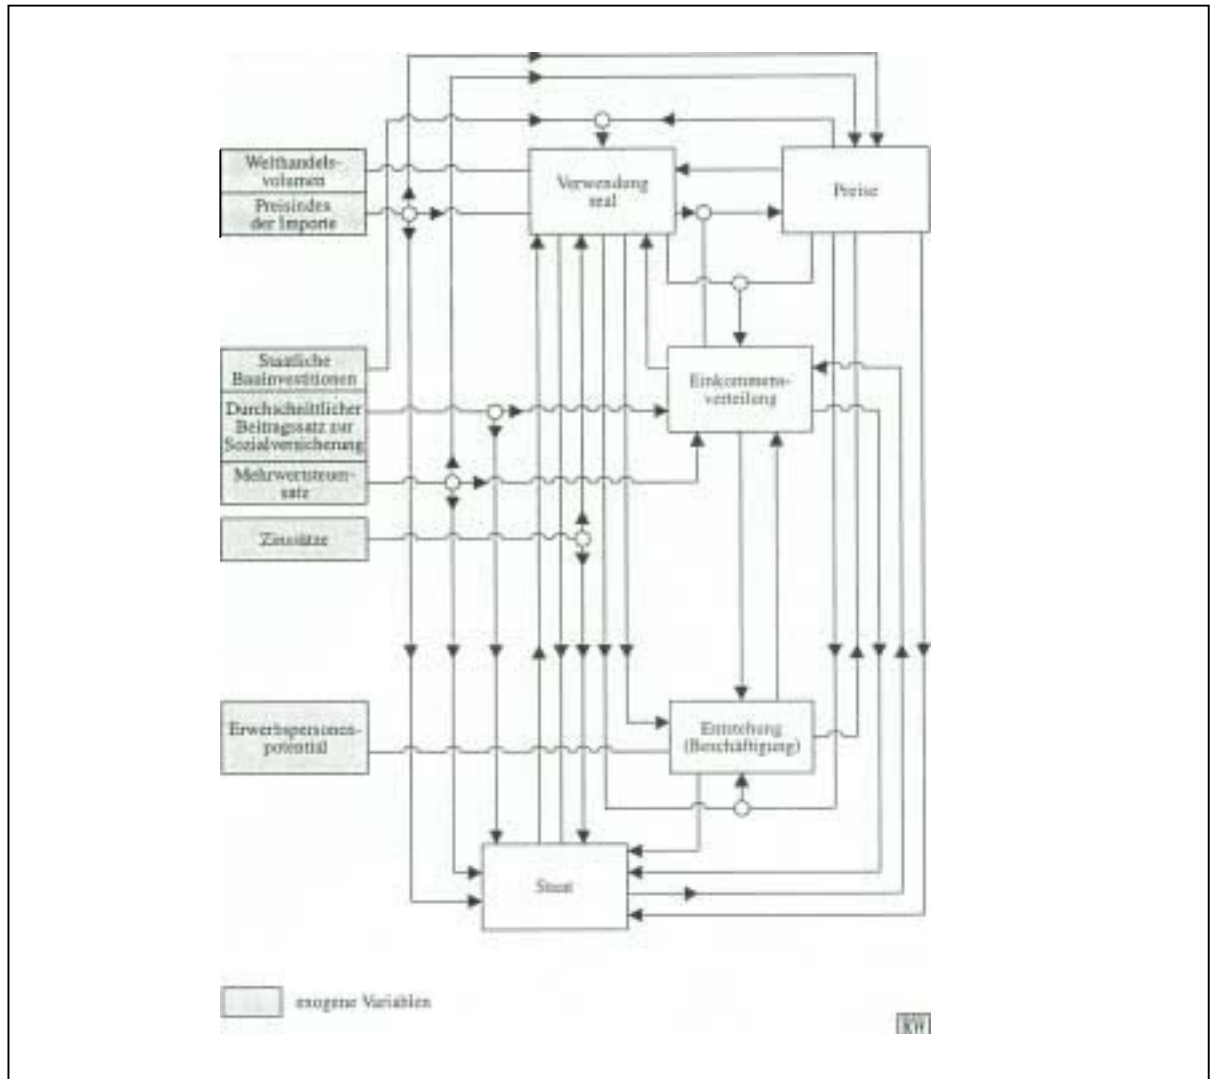 Welthandels-
volumen
Preisindex
der Importe
Verwendung
real
Preise
Staatliche
Bauinvestitionen
Durchschnittlicher
Beitragssatz zur
Sozialversicherung
Mehrwertsteuer-
satz
Zinssätze
Einkommens-
verteilung
Erwerbspersonen-
potential
Entstehung
(Beschäftigung)
Staat
exogene Variablen
RWI